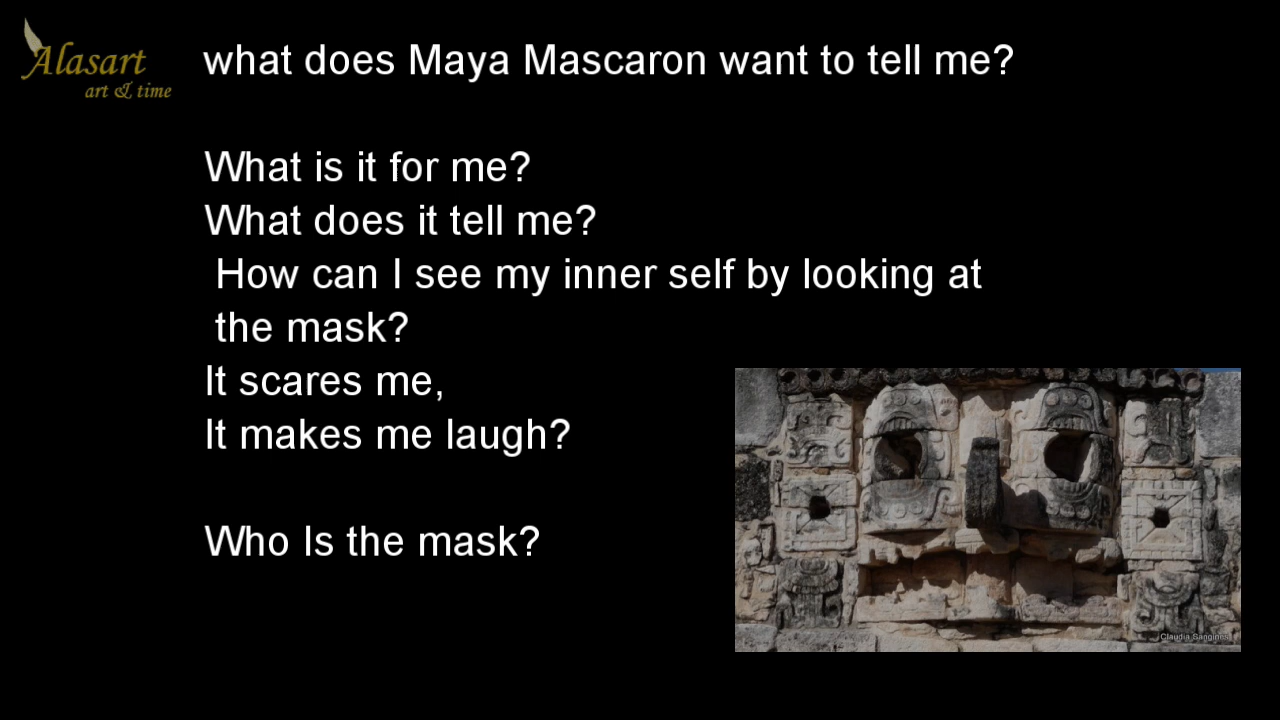 Alasart
art & time
what does Maya Mascaron want to tell me?
What is it for me?
What does it tell me?
How can I see my inner self by looking at
the mask?
It scares me,
It makes me laugh?
Who Is the mask?
Claudia Sanginés